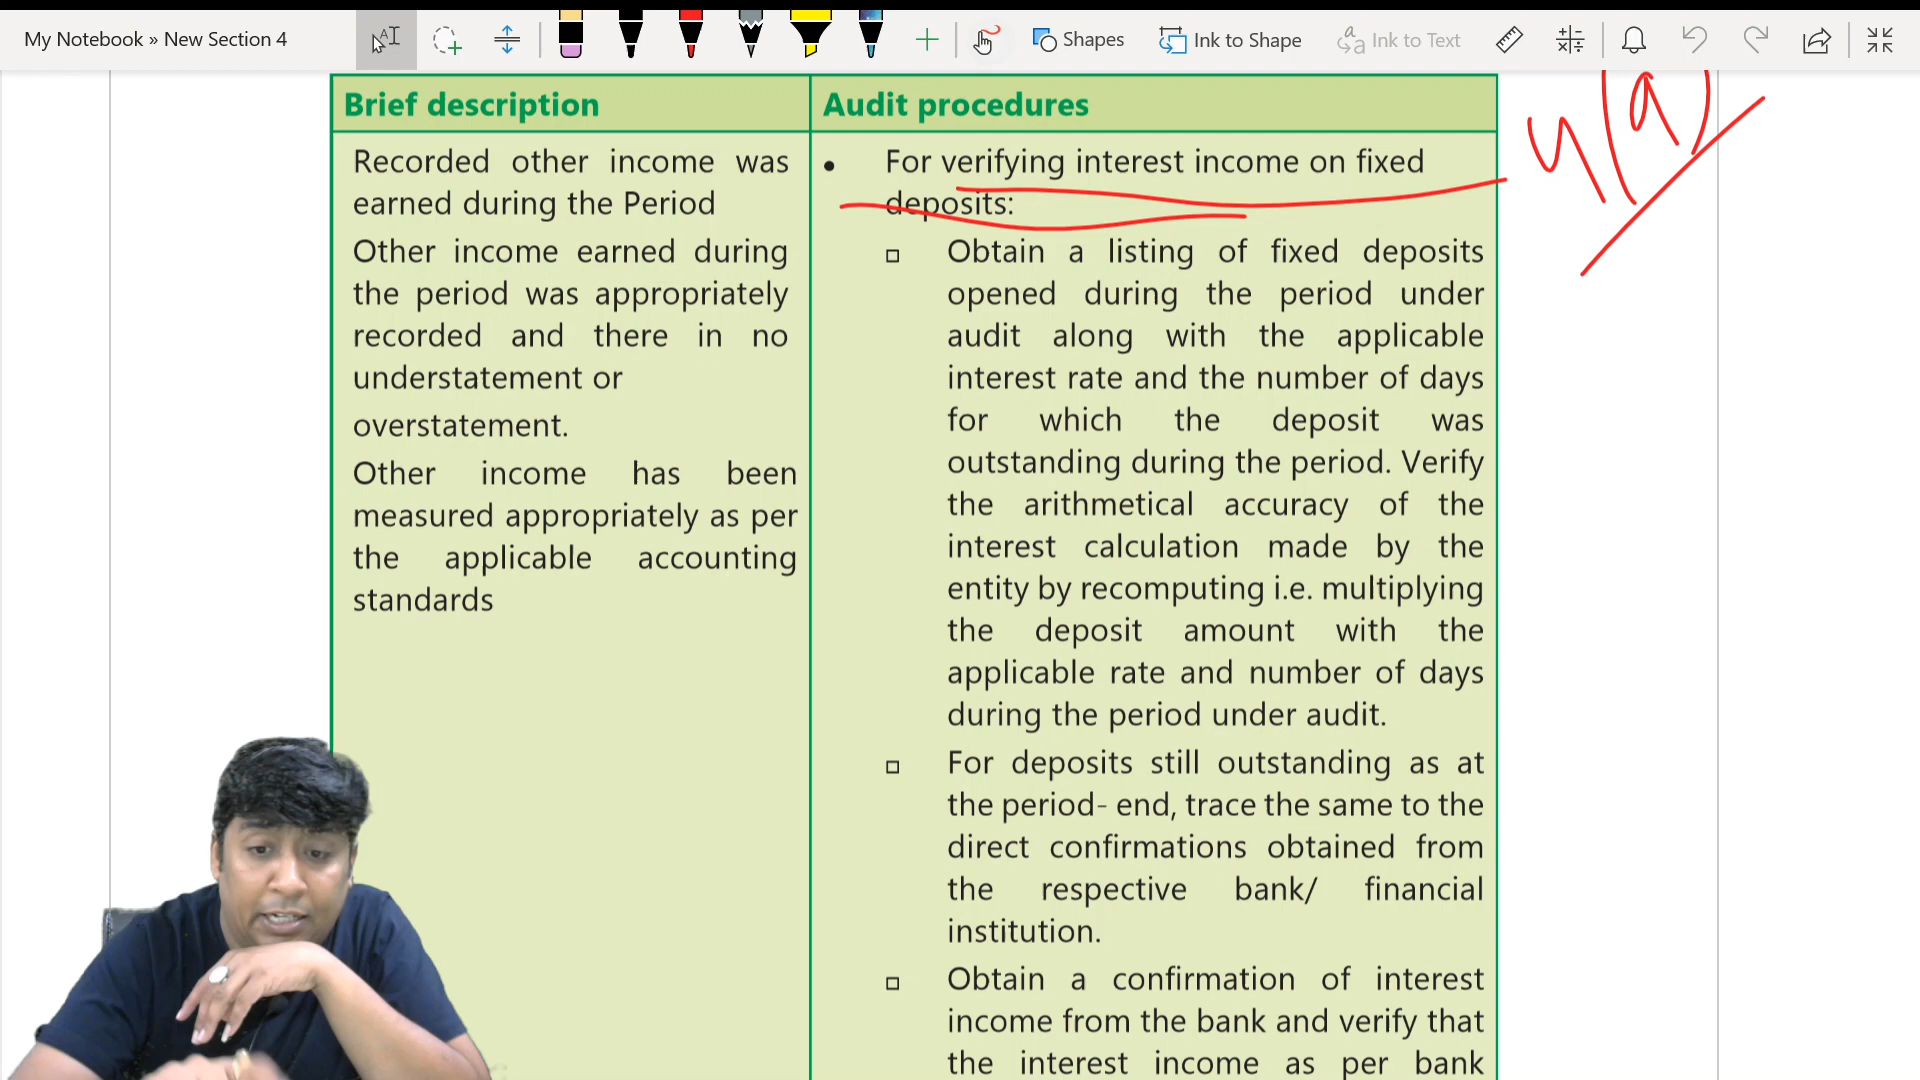 My Notebook » New Section 4
Shapes
Ink to Shape
Ink to Text
Brief description
Audit procedures
Recorded other income was
earned during the Period
Other income earned during
the period was appropriately
recorded and there in no
understatement or
overstatement.
Other income has been
measured appropriately as per
the applicable accounting
standards
• For verifying interest income on fixed
deposits:
Obtain a listing of fixed deposits
opened during the period under
audit along with the applicable
interest rate and the number of days
for which the deposit was
outstanding during the period. Verify
the arithmetical accuracy of the
interest calculation made by the
entity by recomputing i.e. multiplying
the deposit amount with the
applicable rate and number of days
during the period under audit.
For deposits still outstanding as at
the period- end, trace the same to the
direct confirmations obtained from
the respective bank/ financial
institution.
Obtain a confirmation of interest
income from the bank and verify that
the interest income as per bank
4(a)